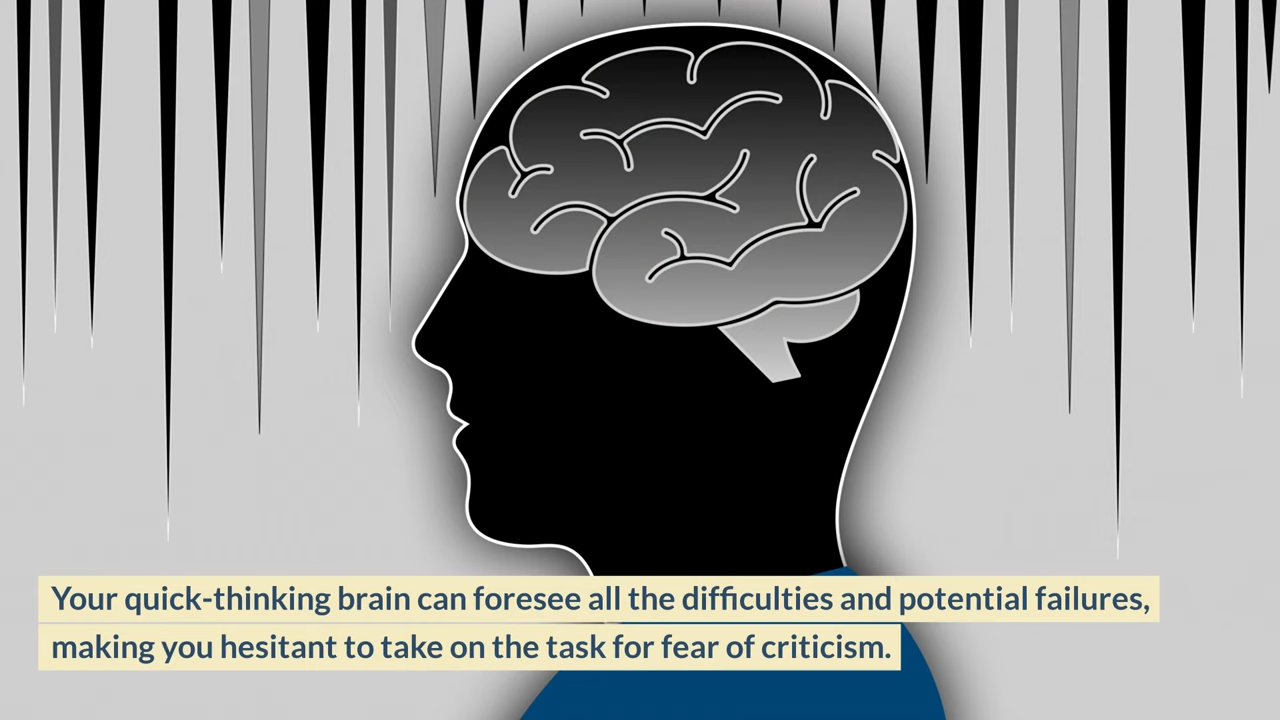 Your quick-thinking brain can foresee all the difficulties and potential failures,
making you hesitant to take on the task for fear of criticism.